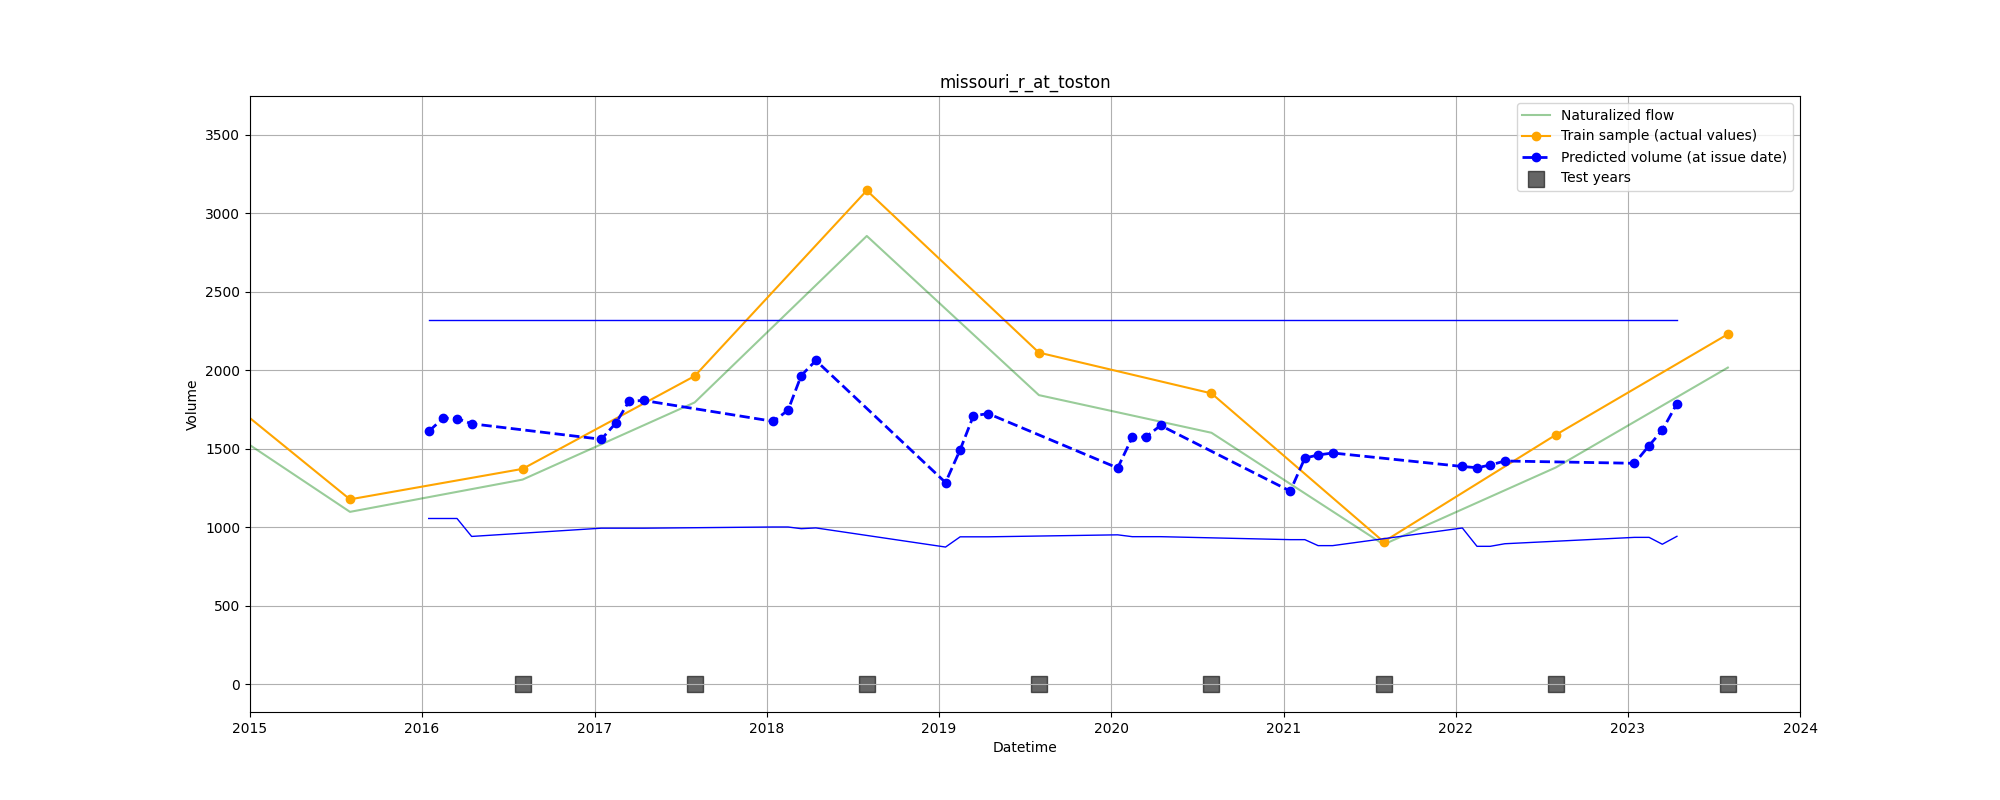 missouri_r_at_toston
Naturalized flow
Train sample (actual values)
Predicted volume (at issue date)
Test years
3500
3000
2500
2000
1500
1000
500
0
Volume
2015 2016 2017 2018 2019 2020 2021 2022 2023 2024
Datetime